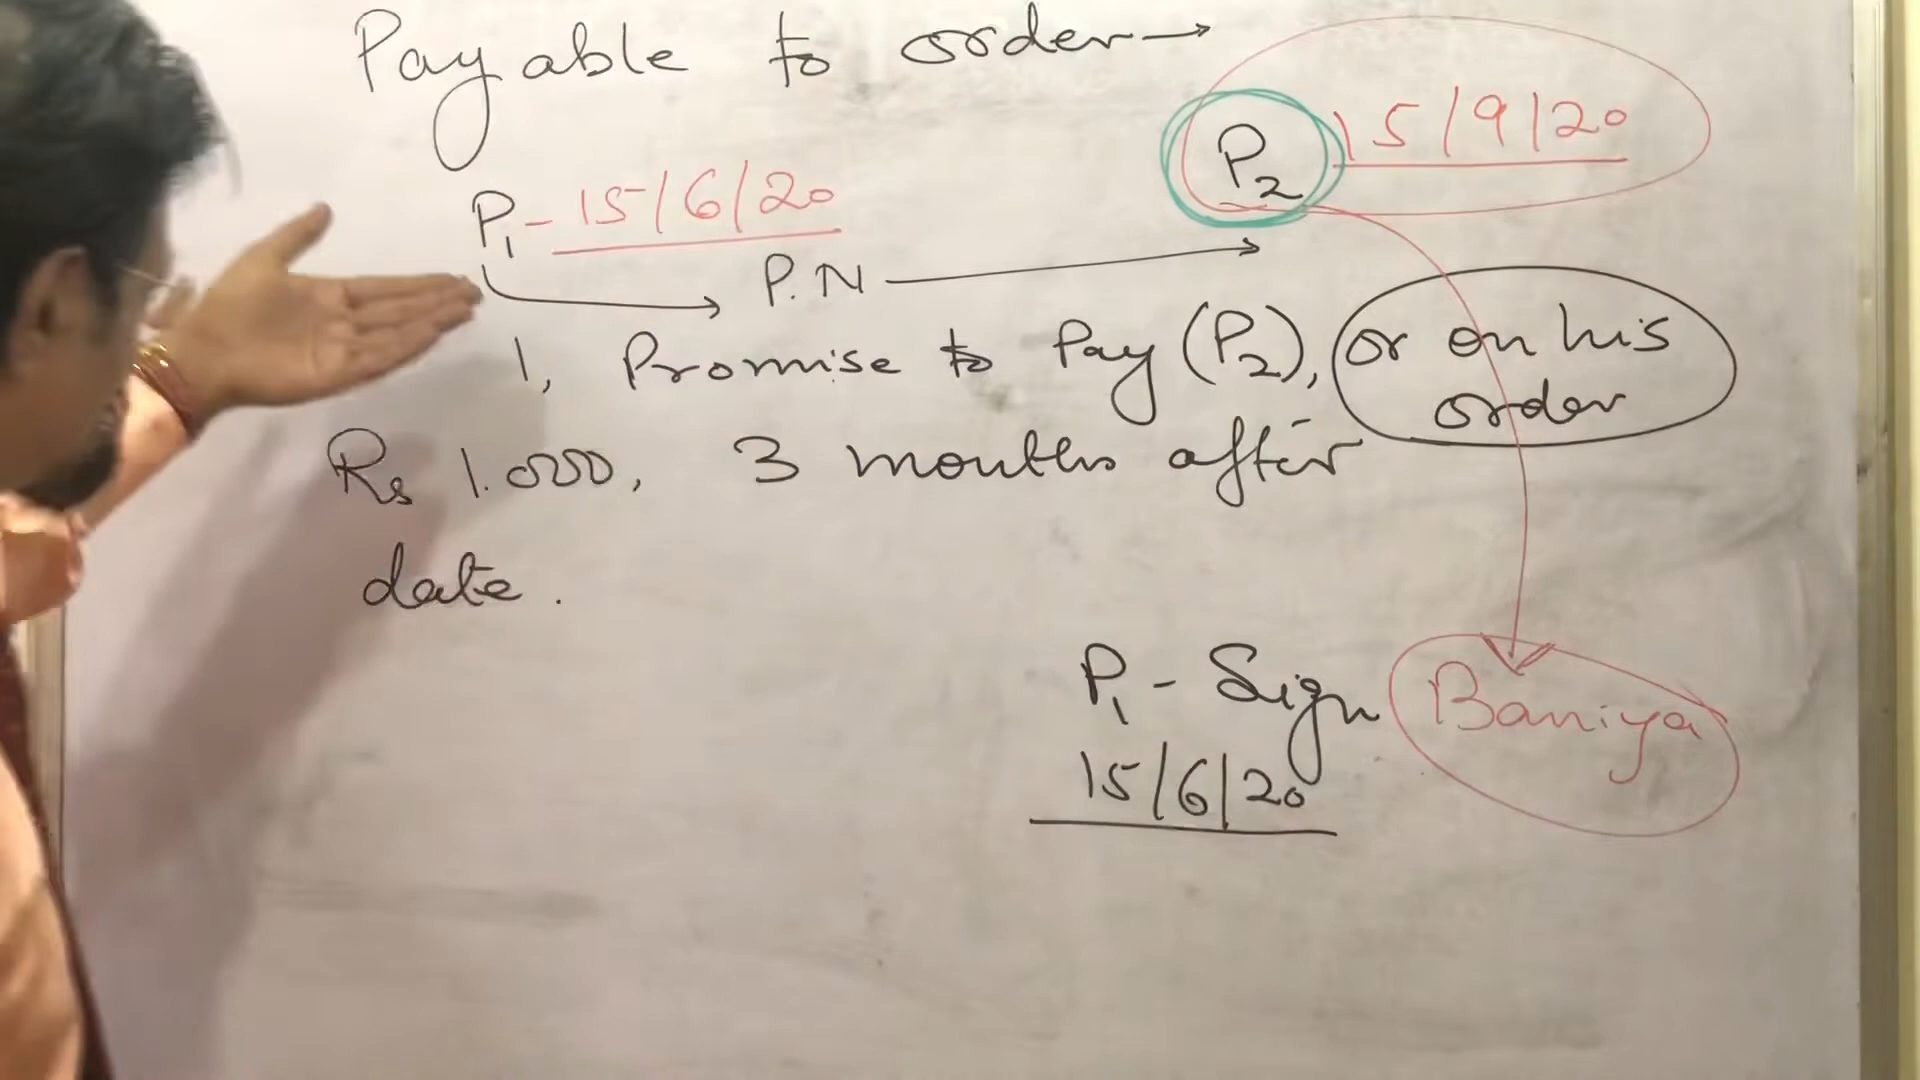 Payable to order →
P₂ 15/9/20
P₁ - 15/6/20
P.N
1, Promise to Pay (P₂), or on his order
Rs 1.000, 3 months after
date.
P₁ - Sign
Baniya
15/6/20